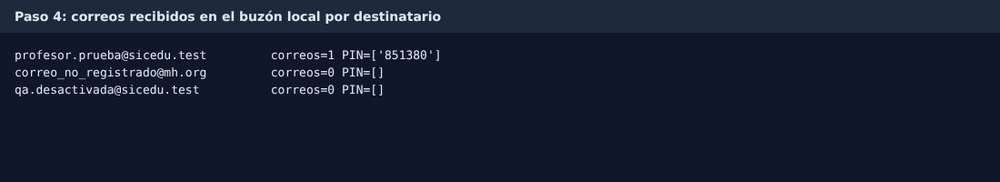 Paso 4: correos recibidos en el buzón local por destinatario
profesor.prueba@sicedu.test correos=1 PIN=['851380']
correo_no_registrado@mh.org correos=0 PIN=[]
qa.desactivada@sicedu.test correos=0 PIN=[]